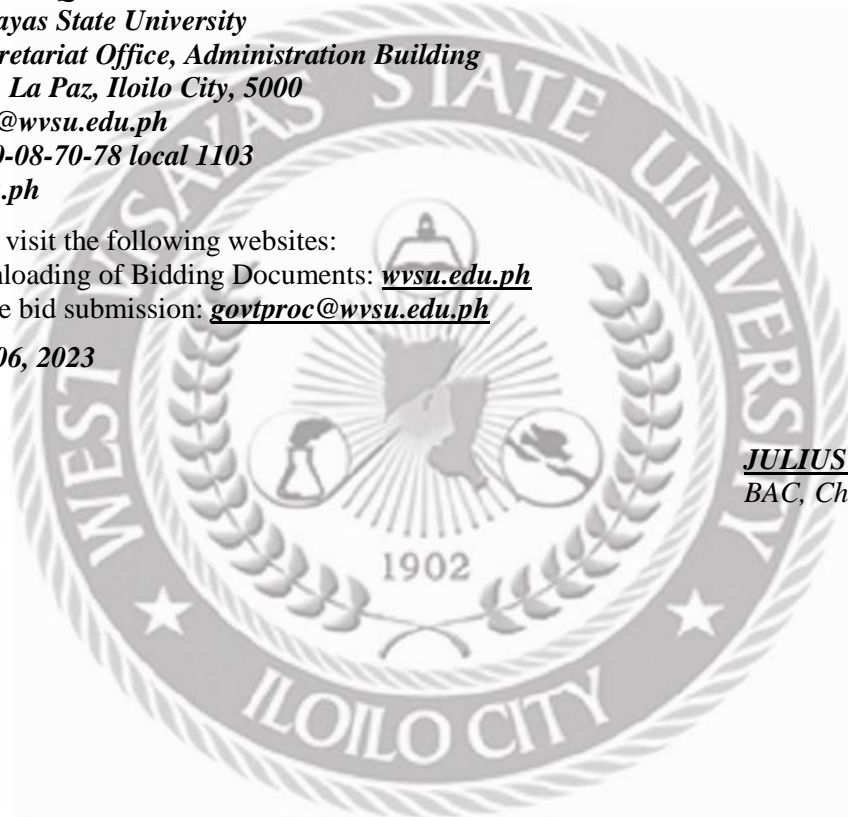 ayas State University
retariat Office, Administration Building
La Paz, Iloilo City, 5000
@wvsu.edu.ph
0-08-70-78 local 1103
.ph
visit the following websites:
nloading of Bidding Documents: wvsu.edu.ph
e bid submission: govtproc@wvsu.edu.ph
06, 2023
JULIUS
BAC, Ch
WEST VISAYAS STATE UNIVERSITY
1902
ILOILO CITY